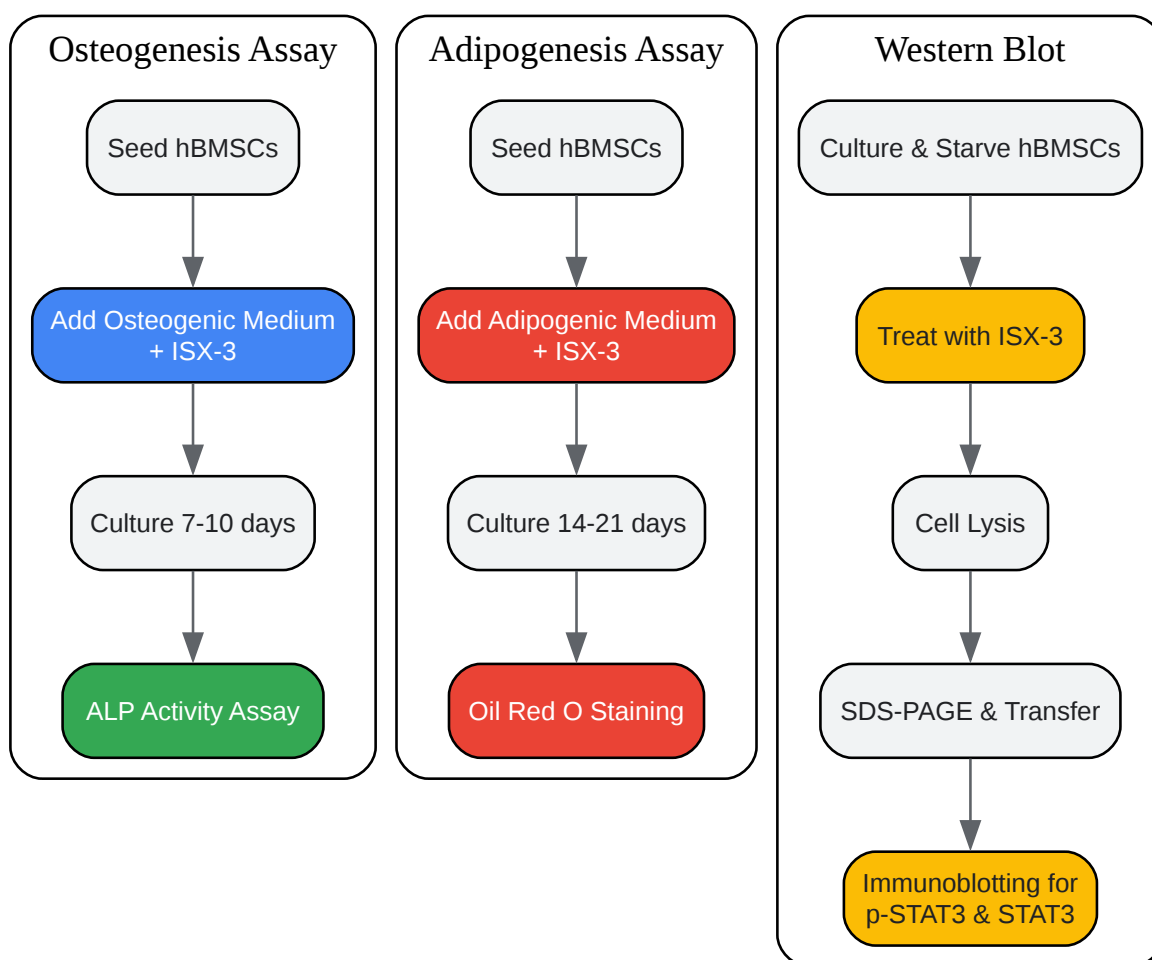 Osteogenesis Assay
Seed hBMSCs
Add Osteogenic Medium
+ ISX-3
Culture 7-10 days
ALP Activity Assay
Adipogenesis Assay
Seed hBMSCs
Add Adipogenic Medium
+ ISX-3
Culture 14-21 days
Oil Red O Staining
Western Blot
Culture & Starve hBMSCs
Treat with ISX-3
Cell Lysis
SDS-PAGE & Transfer
Immunoblotting for
p-STAT3 & STAT3